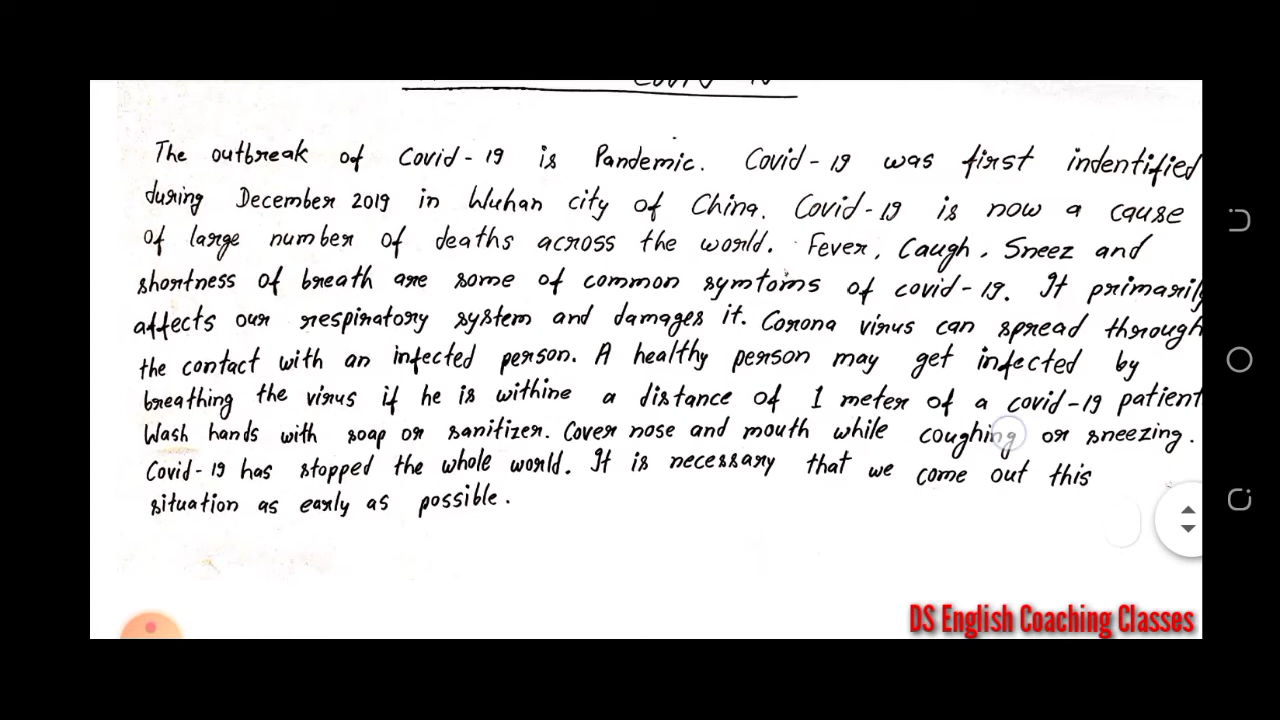 The outbreak of Covid-19 is Pandemic. Covid-19 was first indentified
during December 2019 in Wuhan city of China. Covid-19 is now a cause
of large number of deaths across the world. Fever, Caugh, Sneez and
shortness of breath are some of common symtoms of covid-19. It primarily
affects our respiratory system and damages it. Corona virus can spread through
the contact with an infected person. A healthy person may get infected by
breathing the virus if he is withine a distance of 1 meter of a covid-19 patient
Wash hands with soap or sanitizer. Cover nose and mouth while coughing or sneezing.
Covid-19 has stopped the whole world. It is necessary that we come out this
situation as early as possible.
DS English Coaching Classes